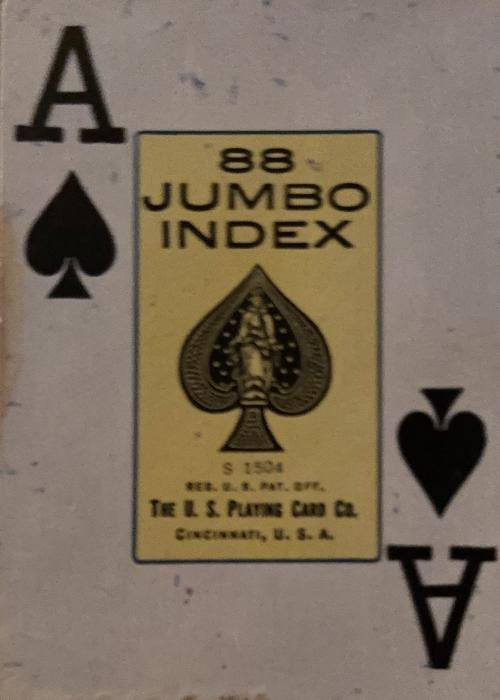 A
88
JUMBO
INDEX
S 1504
REG. U. S. PAT. OFF.
THE U. S. PLAYING CARD CO.
CINCINNATI, U. S. A.
A